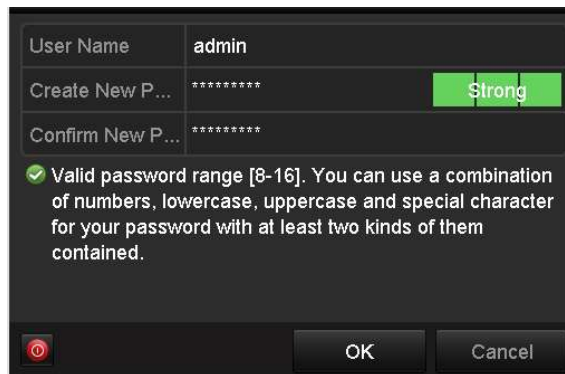 User Name admin
Create New P... ********* Strong
Confirm New P... *********
Valid password range [8-16]. You can use a combination
of numbers, lowercase, uppercase and special character
for your password with at least two kinds of them
contained.
OK Cancel